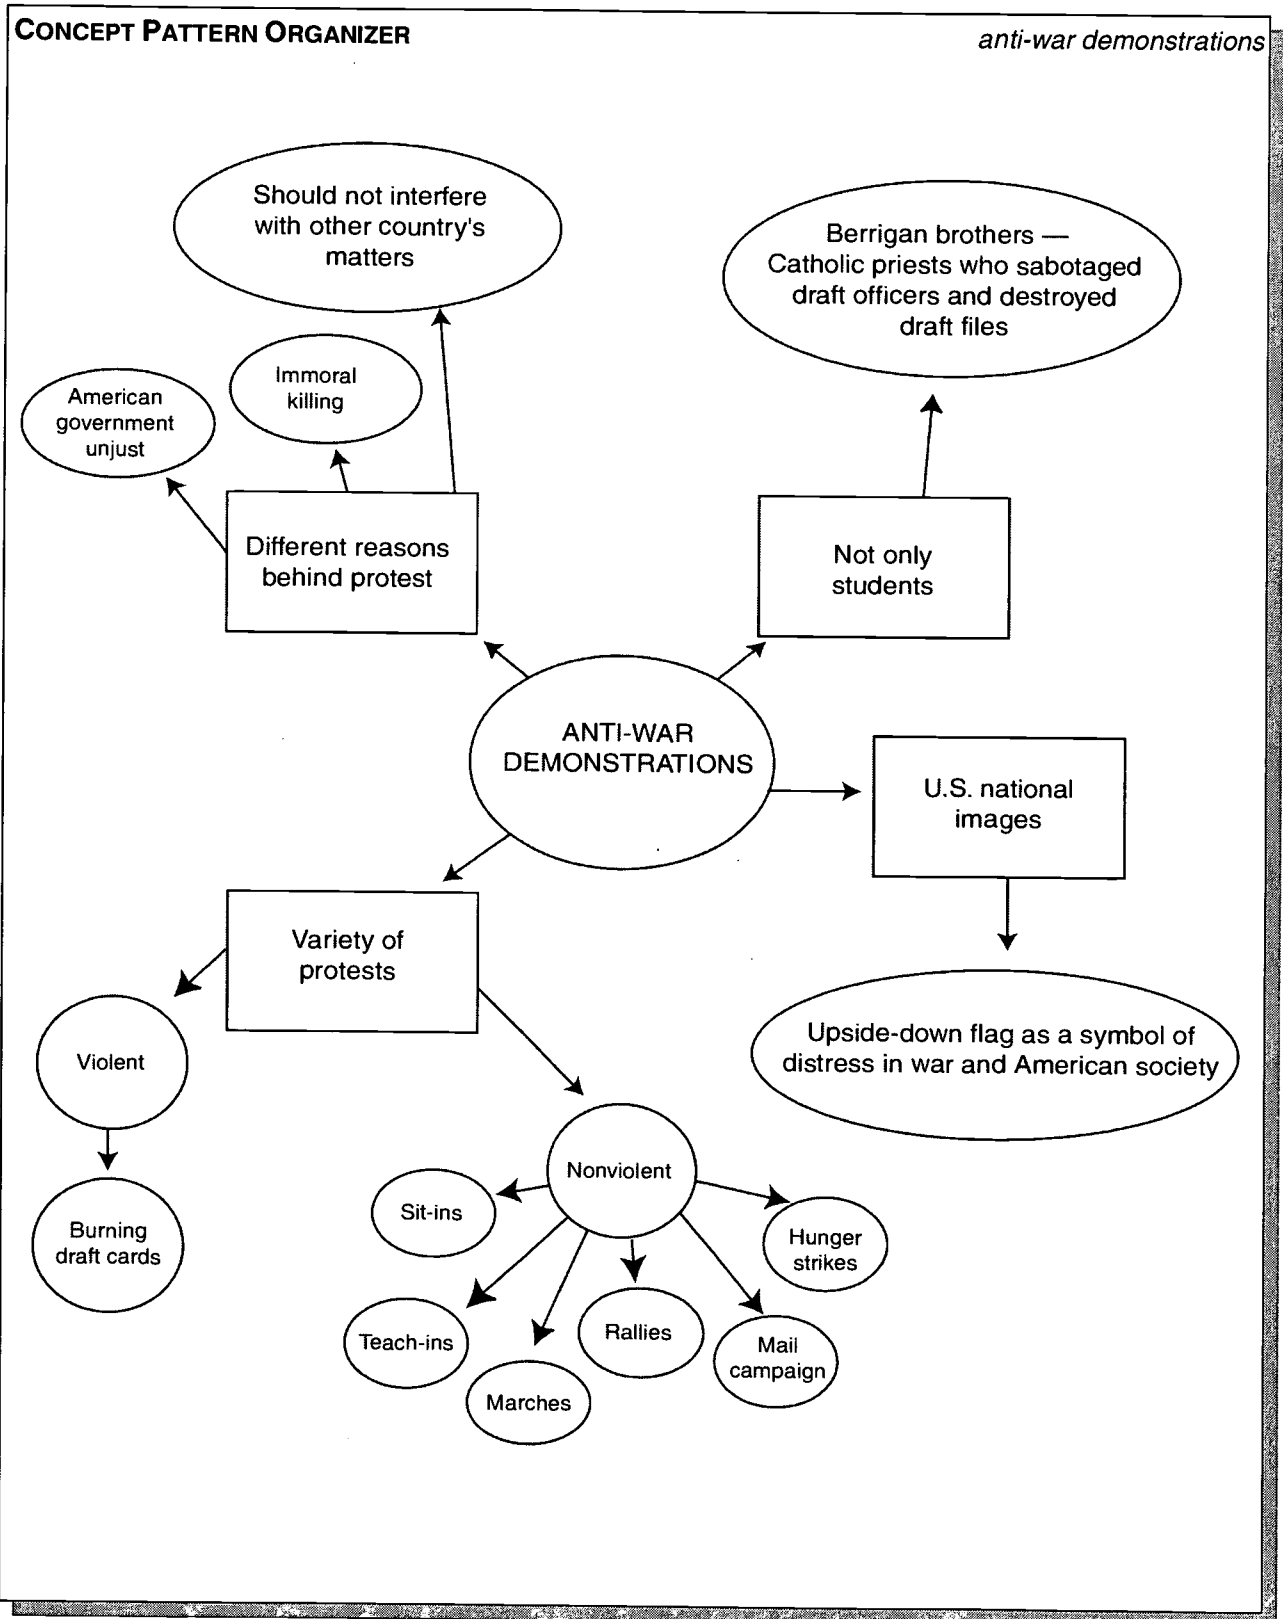 CONCEPT PATTERN ORGANIZER
anti-war demonstrations
Should not interfere
with other country's
matters
Berrigan brothers —
Catholic priests who sabotaged
draft officers and destroyed
draft files
Immoral
killing
American
government
unjust
Different reasons
behind protest
Not only
students
ANTI-WAR
DEMONSTRATIONS
U.S. national
images
Variety of
protests
Upside-down flag as a symbol of
distress in war and American society
Violent
Burning
draft cards
Nonviolent
Sit-ins
Teach-ins
Marches
Rallies
Mail
campaign
Hunger
strikes